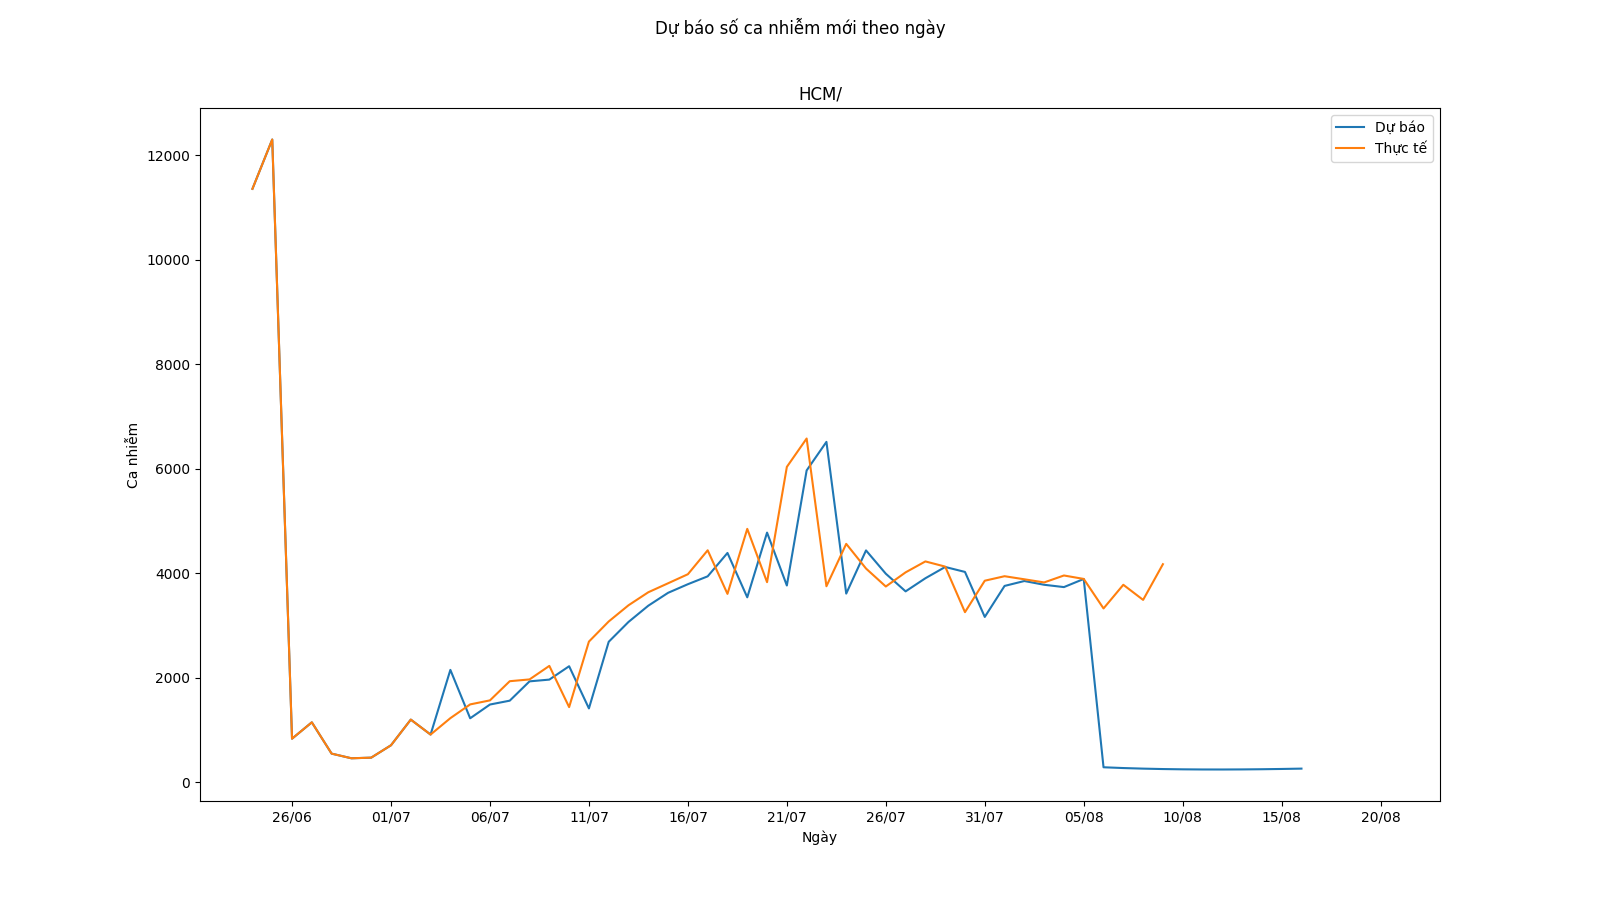 Dự báo số ca nhiễm mới theo ngày
HCM/
Dự báo
Thực tế
12000
10000
8000
6000
4000
2000
0
Ca nhiễm
26/06 01/07 06/07 11/07 16/07 21/07 26/07 31/07 05/08 10/08 15/08 20/08
Ngày